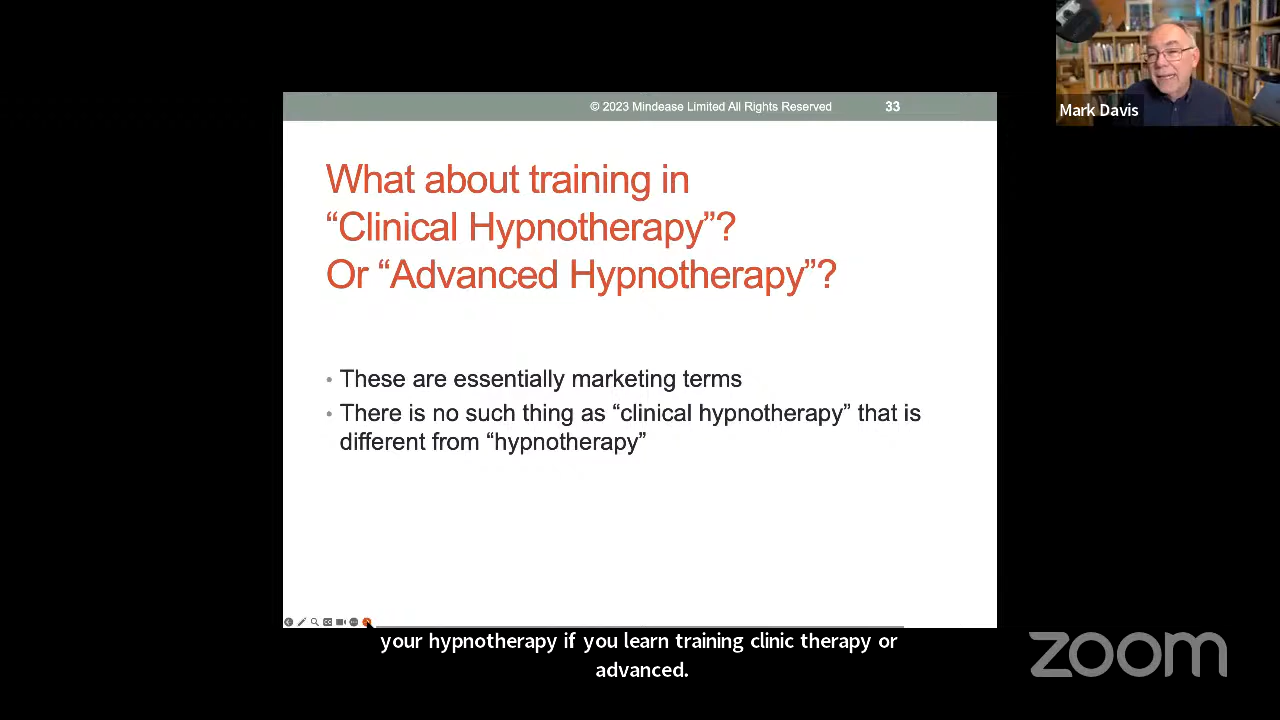 © 2023 Mindease Limited All Rights Reserved 33
Mark Davis
What about training in
“Clinical Hypnotherapy”?
Or “Advanced Hypnotherapy”?
• These are essentially marketing terms
• There is no such thing as “clinical hypnotherapy” that is
different from “hypnotherapy”
your hypnotherapy if you learn training clinic therapy or
advanced.
zoom